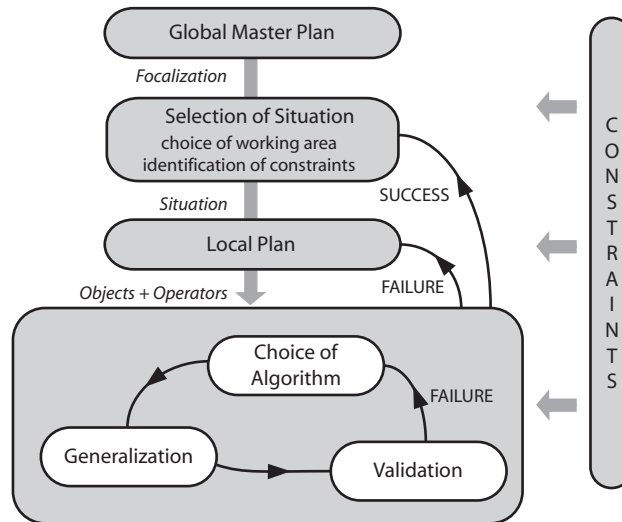 Global Master Plan
Focalization
Selection of Situation
choice of working area
identification of constraints
Situation
SUCCESS
Local Plan
Objects + Operators
FAILURE
Choice of
Algorithm
FAILURE
Generalization
Validation
CONSTRAINTS